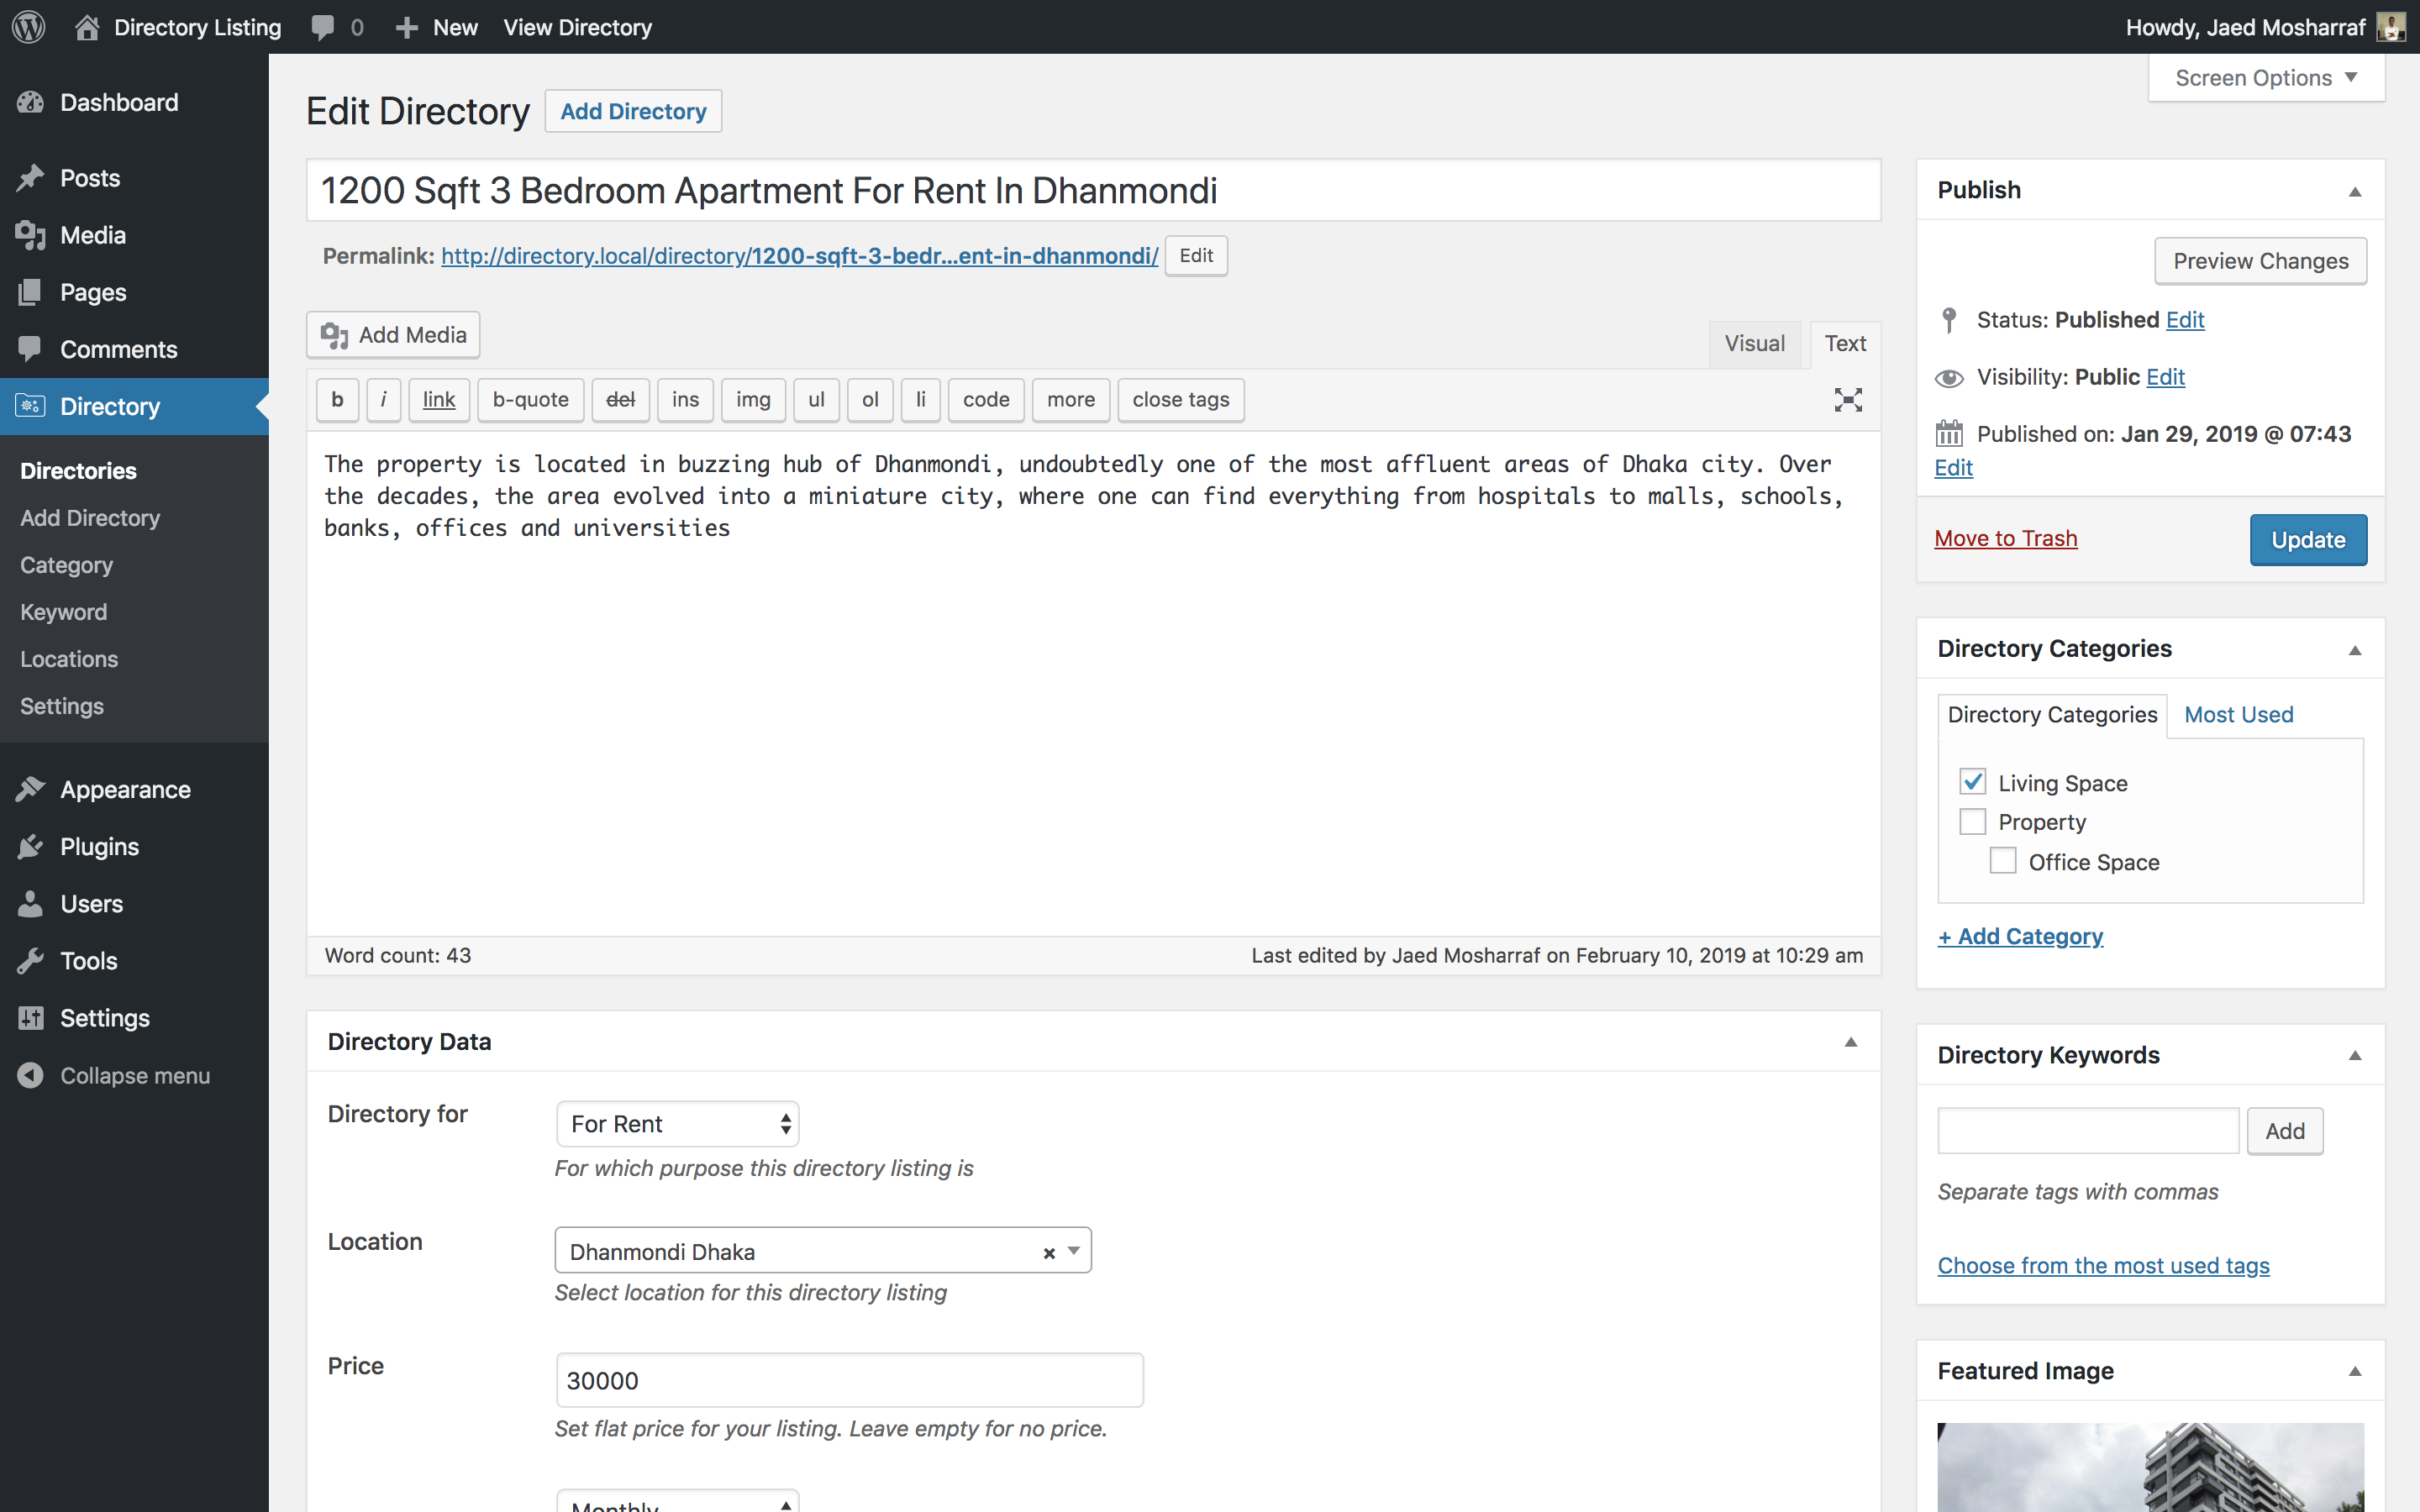 Directory Listing 0 New View Directory Howdy, Jaed Mosharraf
Screen Options
Dashboard
Posts
Media
Pages
Comments
Directory
Directories
Add Directory
Category
Keyword
Locations
Settings
Appearance
Plugins
Users
Tools
Settings
Collapse menu
Edit Directory Add Directory
1200 Sqft 3 Bedroom Apartment For Rent In Dhanmondi
Permalink: http://directory.local/directory/1200-sqft-3-bedr...ent-in-dhanmondi/ Edit
Add Media
Visual Text
b i link b-quote del ins img ul ol li code more close tags
The property is located in buzzing hub of Dhanmondi, undoubtedly one of the most affluent areas of Dhaka city. Over
the decades, the area evolved into a miniature city, where one can find everything from hospitals to malls, schools,
banks, offices and universities
Word count: 43 Last edited by Jaed Mosharraf on February 10, 2019 at 10:29 am
Directory Data
Directory for For Rent
For which purpose this directory listing is
Location Dhanmondi Dhaka × 
Select location for this directory listing
Price 30000
Set flat price for your listing. Leave empty for no price.
Monthly
Publish
Preview Changes
Status: Published Edit
Visibility: Public Edit
Published on: Jan 29, 2019 @ 07:43
Edit
Move to Trash Update
Directory Categories
Directory Categories Most Used
Living Space
Property
Office Space
+ Add Category
Directory Keywords
Add
Separate tags with commas
Choose from the most used tags
Featured Image